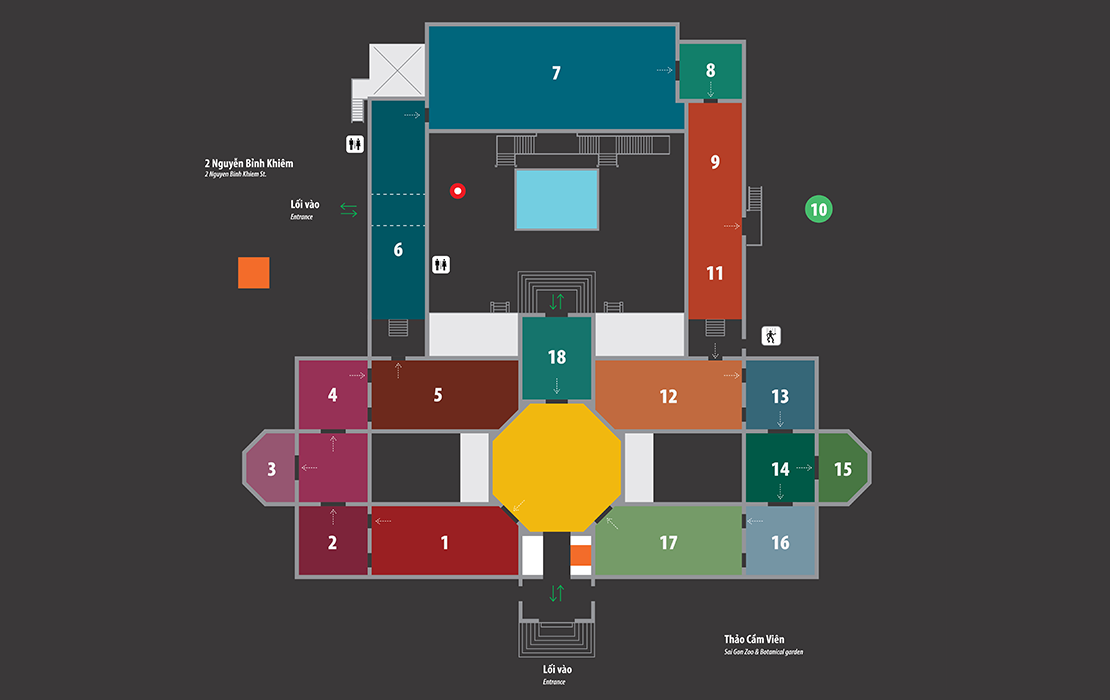 7
8
9
2 Nguyễn Bỉnh Khiêm
2 Nguyen Binh Khiem St.
Lối vào
Entrance
10
6
11
18
4
5
12
13
3
14
15
2
1
17
16
Thảo Cầm Viên
Sai Gon Zoo & Botanical garden
Lối vào
Entrance